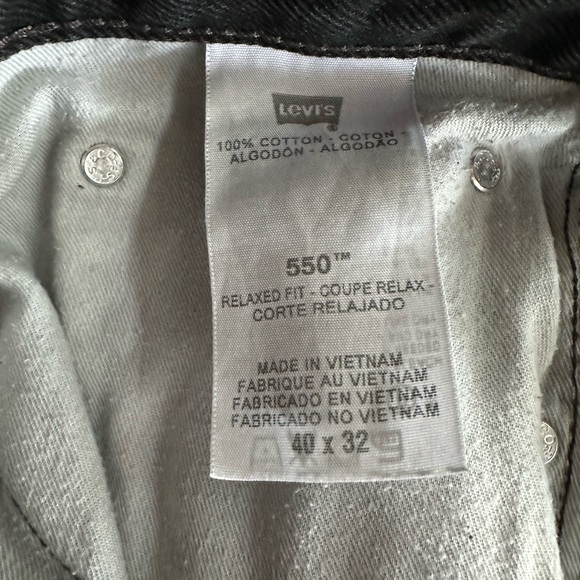 Levi's
®
100% COTTON - COTON -
ALGODÓN - ALGODÃO
550™
RELAXED FIT - COUPE RELAX -
CORTE RELAJADO
MADE IN VIETNAM
FABRIQUE AU VIETNAM
FABRICADO EN VIETNAM
FABRICADO NO VIETNAM
40 x 32